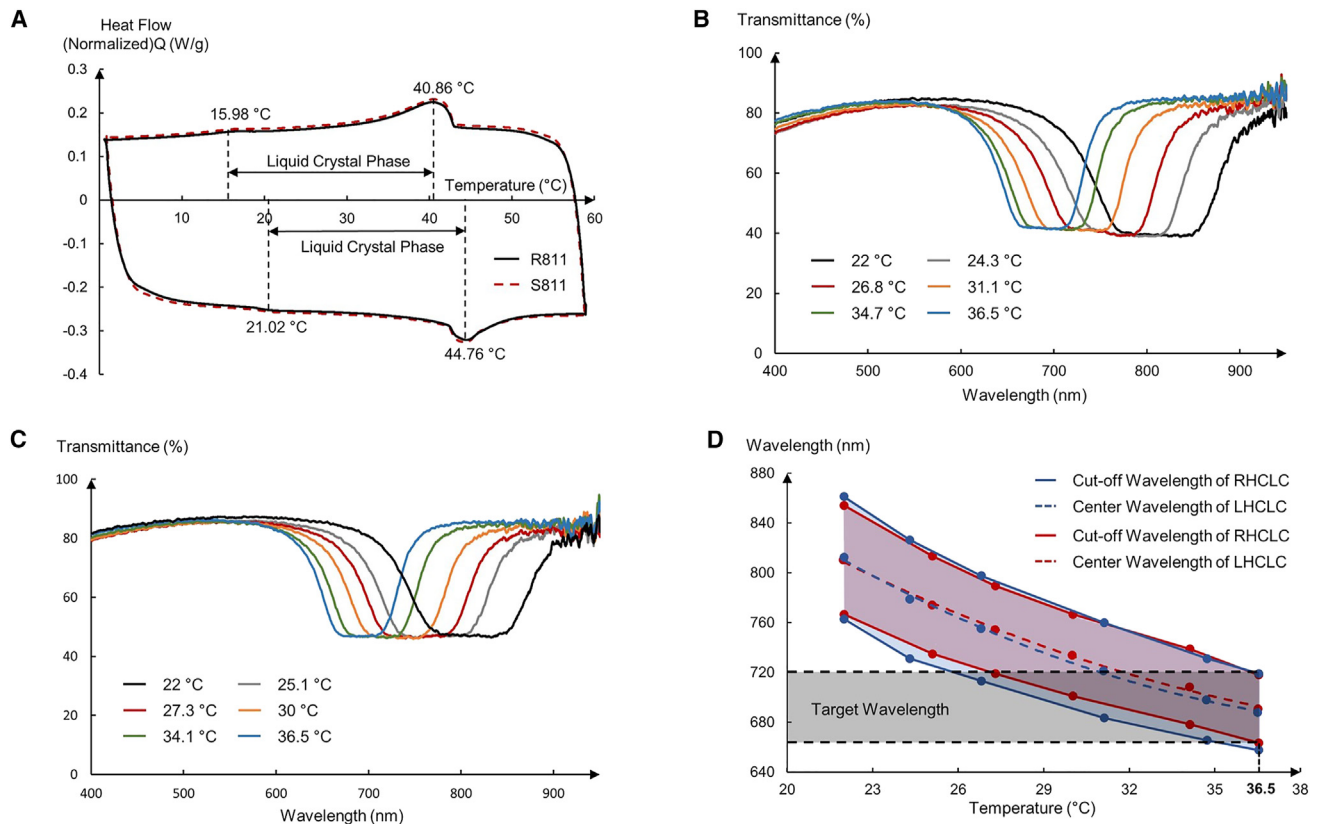 A
Heat Flow
(Normalized)Q (W/g)
0.3
0.2
0.1
0
-0.1
-0.2
-0.3
-0.4
15.98 °C
40.86 °C
Liquid Crystal Phase
Temperature (°C)
10
20
30
40
50
60
Liquid Crystal Phase
R811
S811
21.02 °C
44.76 °C
B
Transmittance (%)
100
80
60
40
20
0
22 °C
24.3 °C
26.8 °C
31.1 °C
34.7 °C
36.5 °C
400
500
600
700
800
900
Wavelength (nm)
C
Transmittance (%)
100
80
60
40
20
0
22 °C
25.1 °C
27.3 °C
30 °C
34.1 °C
36.5 °C
400
500
600
700
800
900
Wavelength (nm)
D
Wavelength (nm)
880
840
800
760
720
680
640
Cut-off Wavelength of RHCLC
Center Wavelength of LHCLC
Cut-off Wavelength of RHCLC
Center Wavelength of LHCLC
Target Wavelength
20
23
26
29
32
35
36.5
38
Temperature (°C)